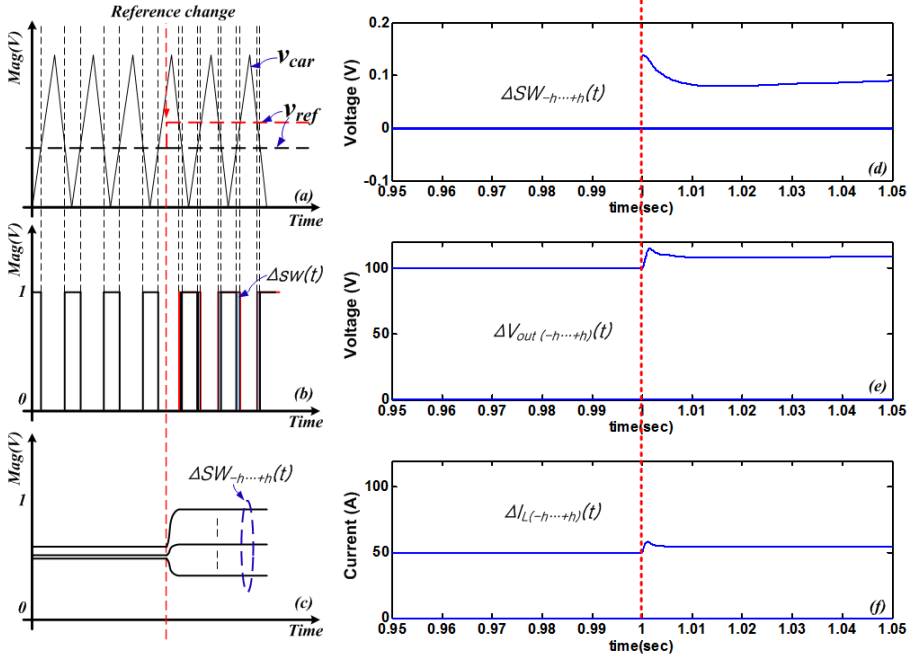 Reference change
Mag(V)
v_car
v_ref
(a)
Time
Mag(V)
1
Δsw(t)
0
(b)
Time
Mag(V)
1
ΔSW_−h⋯+h(t)
0
(c)
Time
Voltage (V)
0.2
0.1
0
-0.1
ΔSW_−h⋯+h(t)
(d)
0.95 0.96 0.97 0.98 0.99 1 1.01 1.02 1.03 1.04 1.05
time(sec)
Voltage (V)
100
50
0
ΔV_out (−h⋯+h)(t)
(e)
0.95 0.96 0.97 0.98 0.99 1 1.01 1.02 1.03 1.04 1.05
time(sec)
Current (A)
100
50
0
ΔI_L(−h⋯+h)(t)
(f)
0.95 0.96 0.97 0.98 0.99 1 1.01 1.02 1.03 1.04 1.05
time (sec)